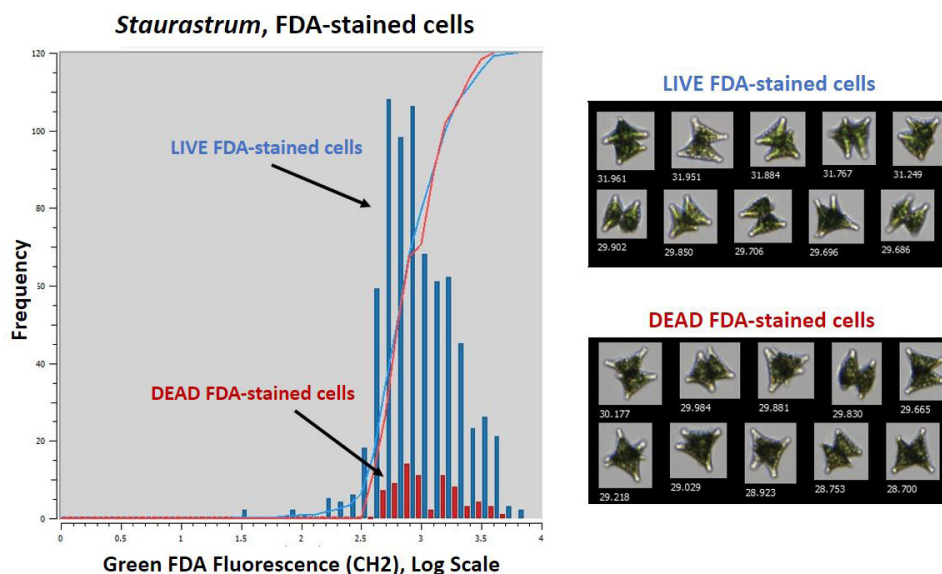 Staurastrum, FDA-stained cells
120
100
80
60
40
20
0
Frequency
LIVE FDA-stained cells
DEAD FDA-stained cells
0 0.5 1 1.5 2 2.5 3 3.5 4
Green FDA Fluorescence (CH2), Log Scale
LIVE FDA-stained cells
31.961 31.951 31.884 31.767 31.249
29.902 29.850 29.706 29.696 29.686
DEAD FDA-stained cells
30.177 29.984 29.881 29.830 29.665
29.218 29.029 28.923 28.753 28.700